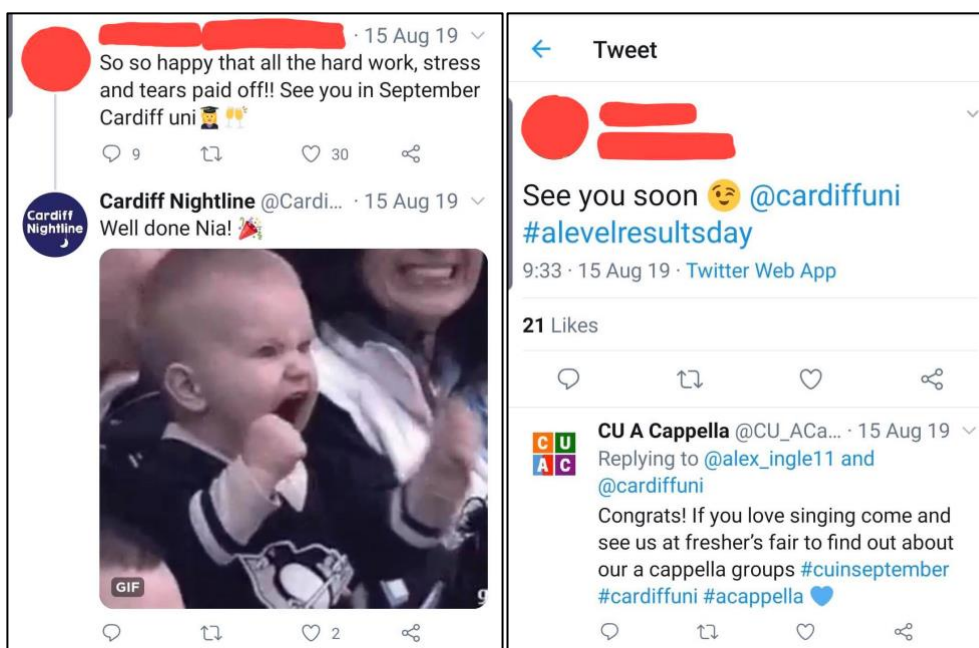 · 15 Aug 19
So so happy that all the hard work, stress
and tears paid off!! See you in September
Cardiff uni 👩‍🎓 🥂
9
30
Cardiff
Nightline
Cardiff Nightline @Cardi... · 15 Aug 19
Well done Nia! 🎉
GIF
2
Tweet
See you soon 😉 @cardiffuni
#alevelresultsday
9:33 · 15 Aug 19 · Twitter Web App
21 Likes
C U
A C
CU A Cappella @CU_ACa... · 15 Aug 19
Replying to @alex_ingle11 and
@cardiffuni
Congrats! If you love singing come and
see us at fresher's fair to find out about
our a cappella groups #cuinseptember
#cardiffuni #acappella 💙